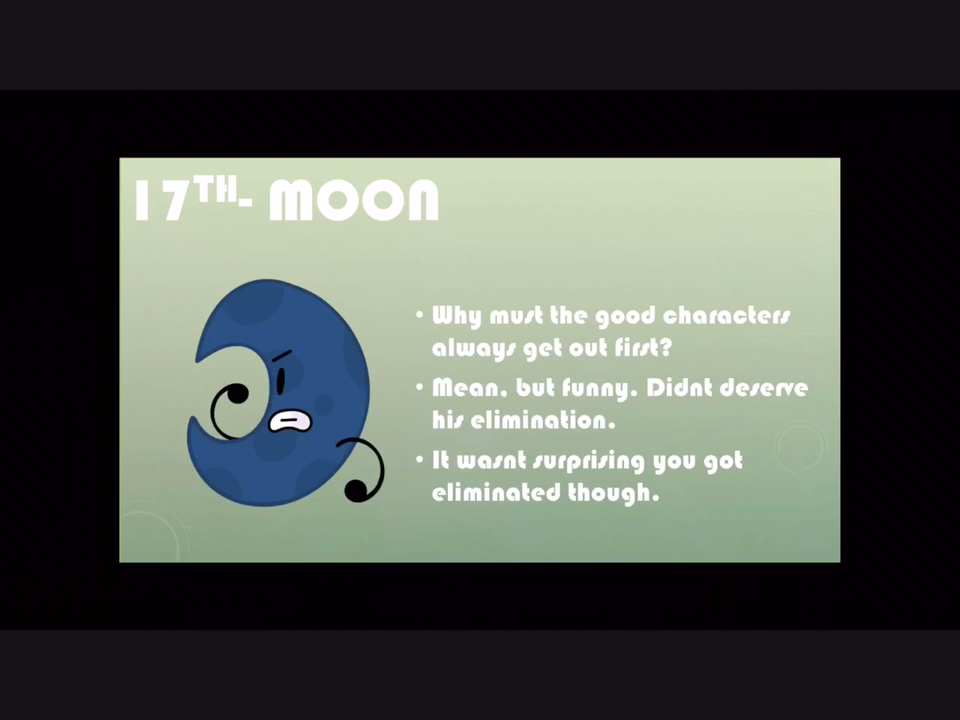 17TH- MOON
• Why must the good characters
always get out first?
• Mean, but funny. Didnt deserve
his elimination.
• It wasnt surprising you got
eliminated though.